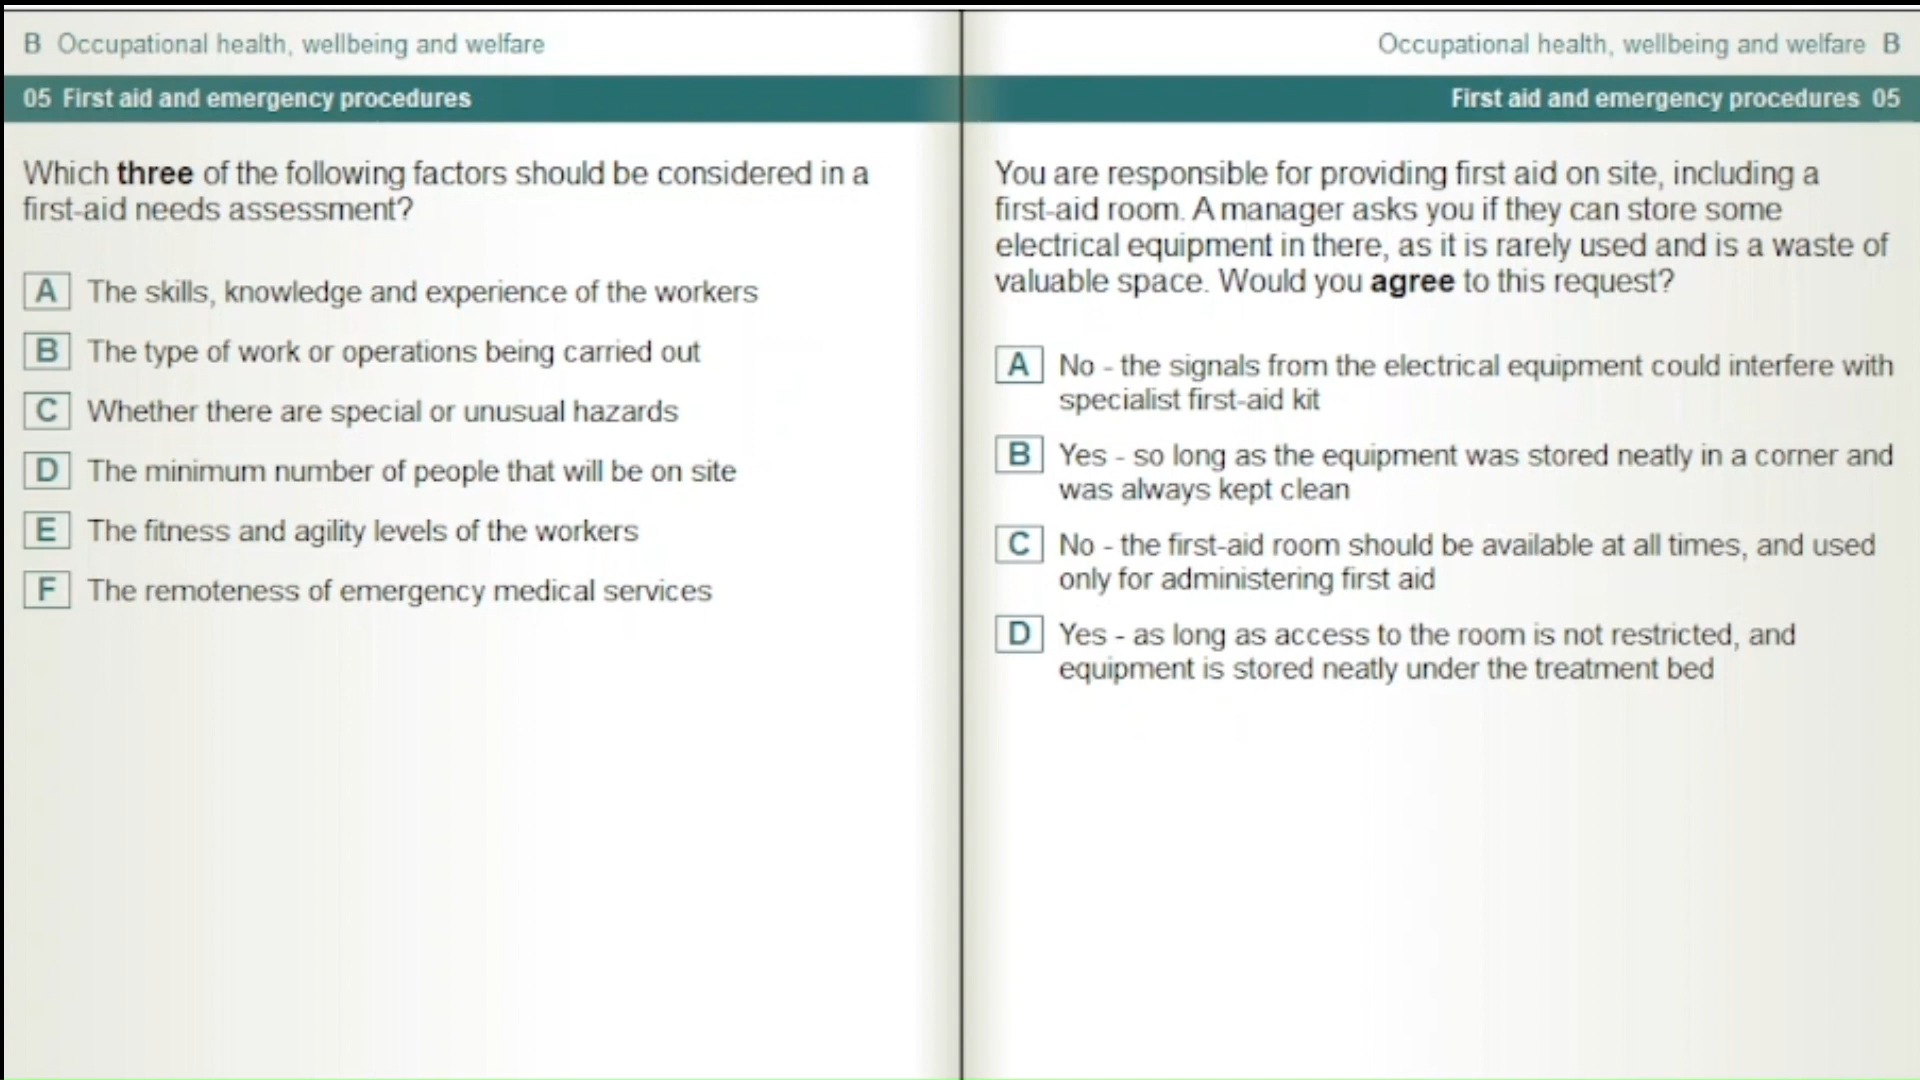 B Occupational health, wellbeing and welfare
05 First aid and emergency procedures
Which three of the following factors should be considered in a
first-aid needs assessment?
A The skills, knowledge and experience of the workers
B The type of work or operations being carried out
C Whether there are special or unusual hazards
D The minimum number of people that will be on site
E The fitness and agility levels of the workers
F The remoteness of emergency medical services
Occupational health, wellbeing and welfare B
First aid and emergency procedures 05
You are responsible for providing first aid on site, including a
first-aid room. A manager asks you if they can store some
electrical equipment in there, as it is rarely used and is a waste of
valuable space. Would you agree to this request?
A No - the signals from the electrical equipment could interfere with
specialist first-aid kit
B Yes - so long as the equipment was stored neatly in a corner and
was always kept clean
C No - the first-aid room should be available at all times, and used
only for administering first aid
D Yes - as long as access to the room is not restricted, and
equipment is stored neatly under the treatment bed